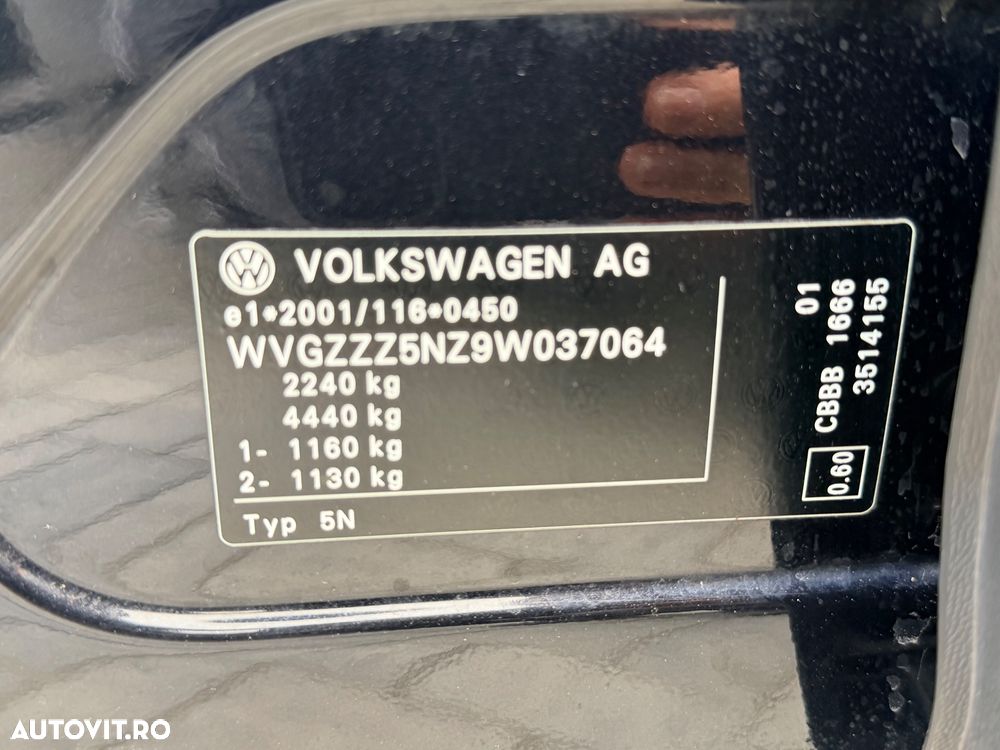 VOLKSWAGEN AG
e1*2001/116*0450
WVGZZZ5NZ9W037064
2240 kg
4440 kg
1- 1160 kg
2- 1130 kg
Typ 5N
01
CBBB 1666
3514155
0.60
AUTOVIT.RO